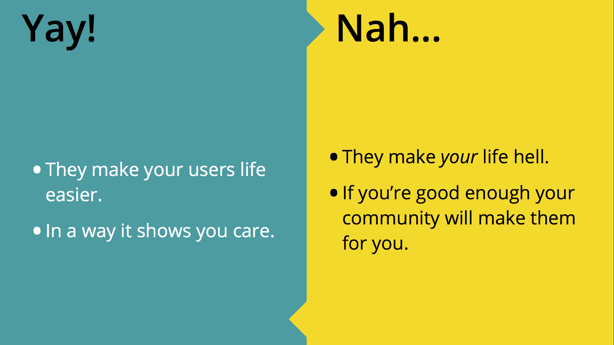 Yay!
• They make your users life
easier.
• In a way it shows you care.
Nah...
• They make your life hell.
• If you’re good enough your
community will make them
for you.